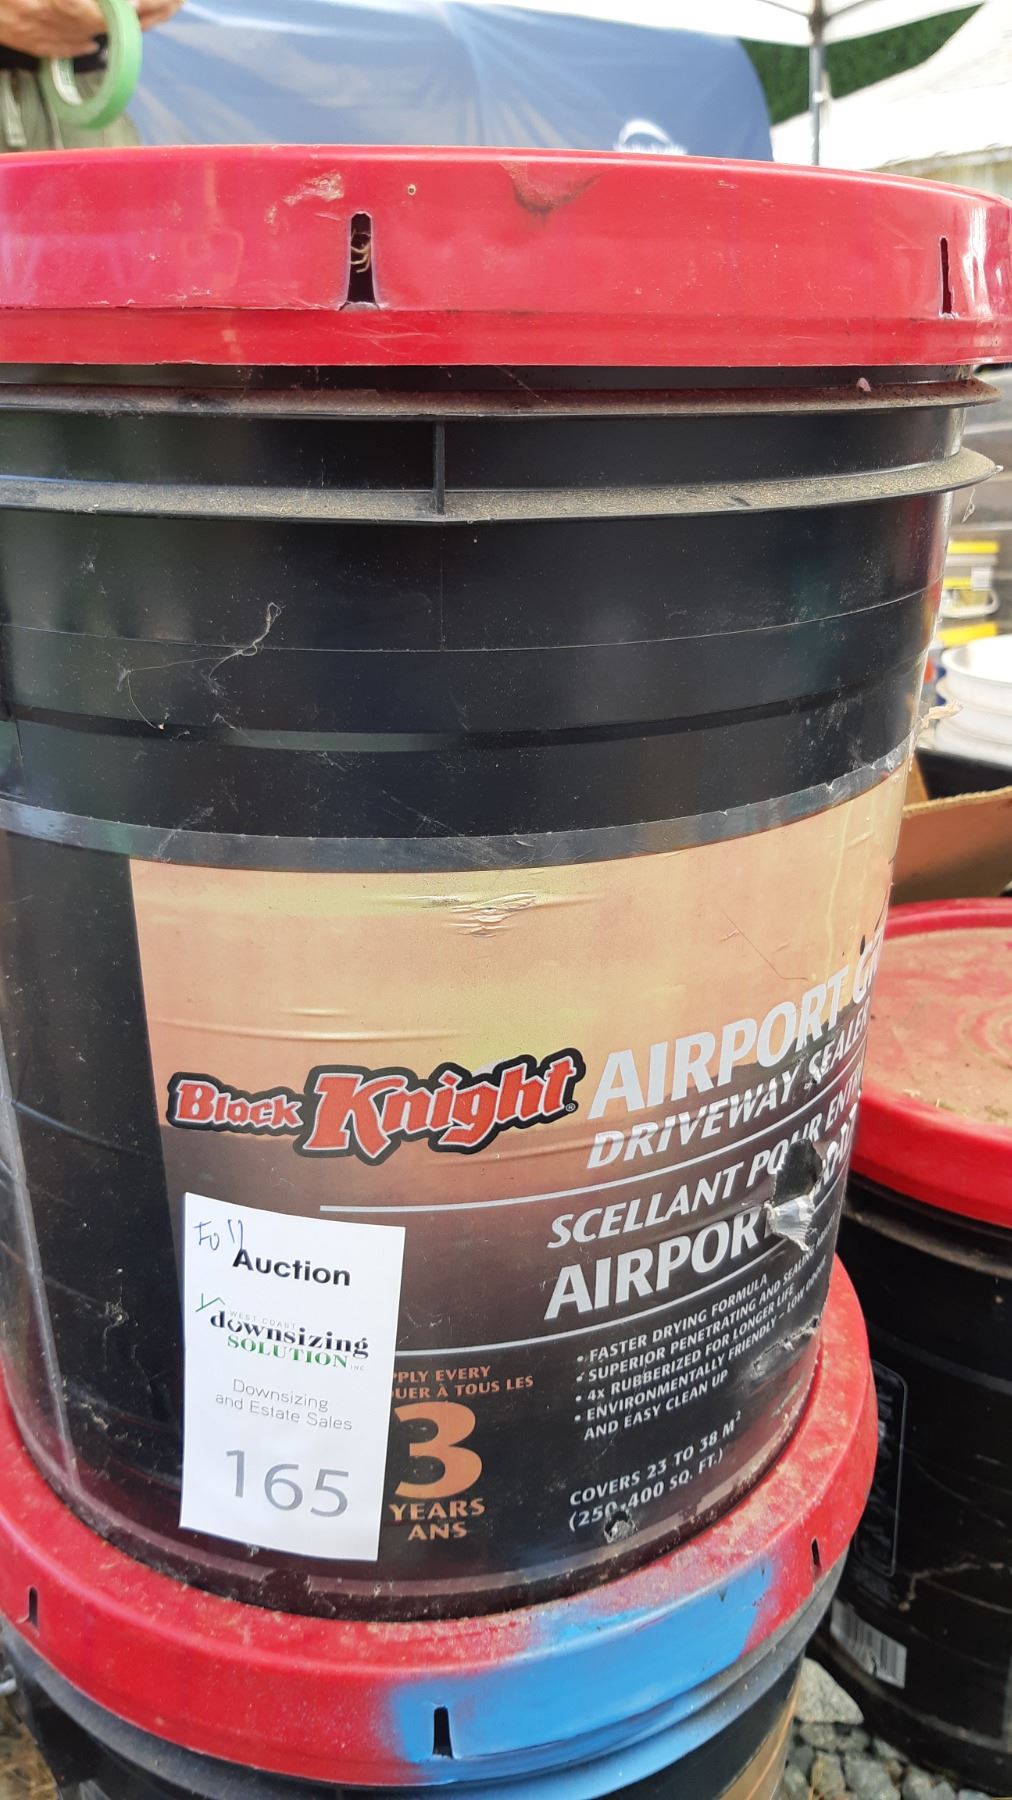 Black Knight®
AIRPORT
DRIVEWAY SEALER
SCELLANT POUR
AIRPOR
• FASTER DRYING FORMULA
• SUPERIOR PENETRATING AND SEALING
• 4X RUBBERIZED FOR LONGER LIFE
• ENVIRONMENTALLY FRIENDLY - LOW ODOUR
AND EASY CLEAN UP
COVERS 23 TO 38 M²
(250-400 SQ. FT.)
PPLY EVERY
UER À TOUS LES
3
YEARS
ANS
Auction
WEST COAST
downsizing
SOLUTION INC
Downsizing
and Estate Sales
165